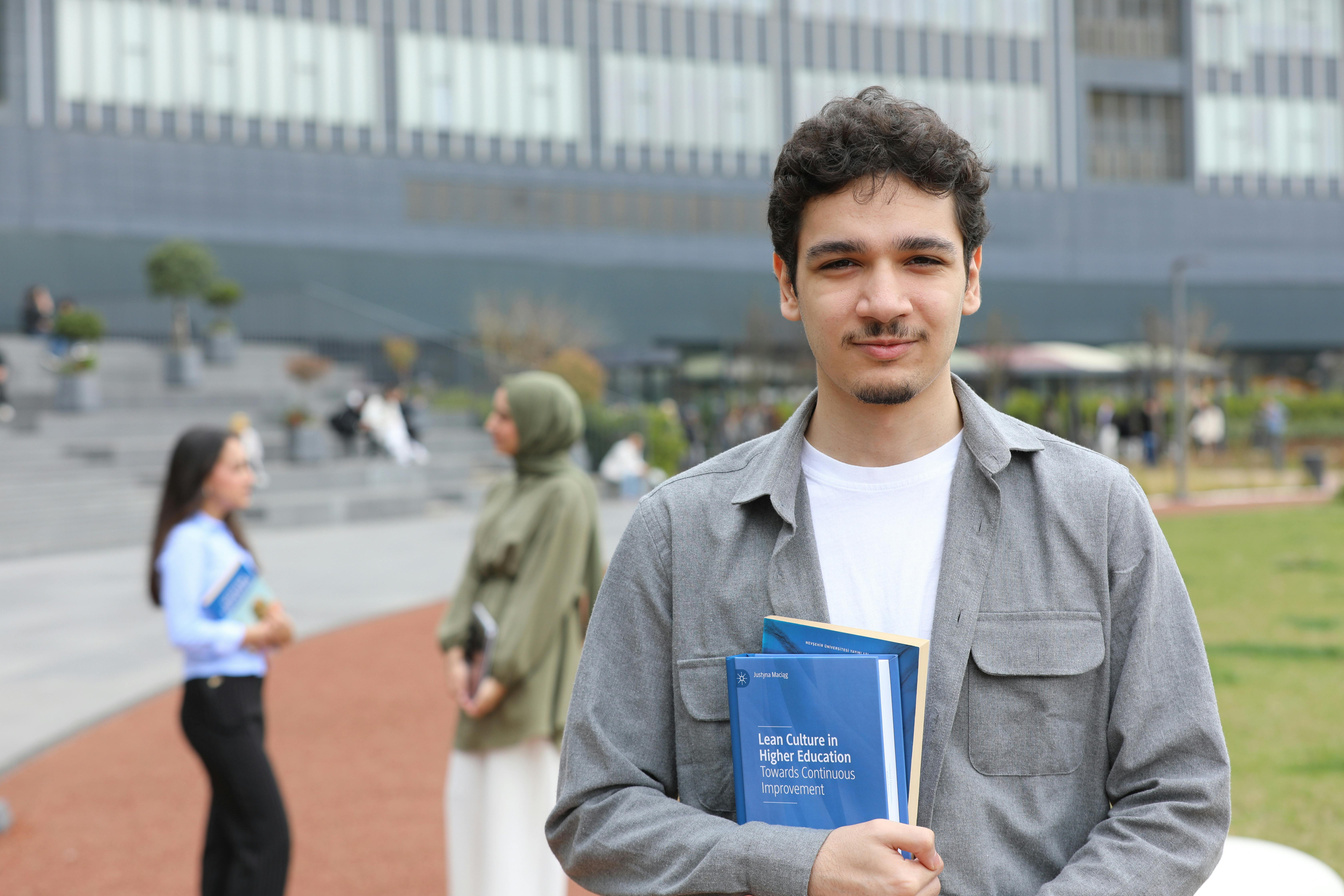 Justyna Maciąg
Lean Culture in
Higher Education
Towards Continuous
Improvement